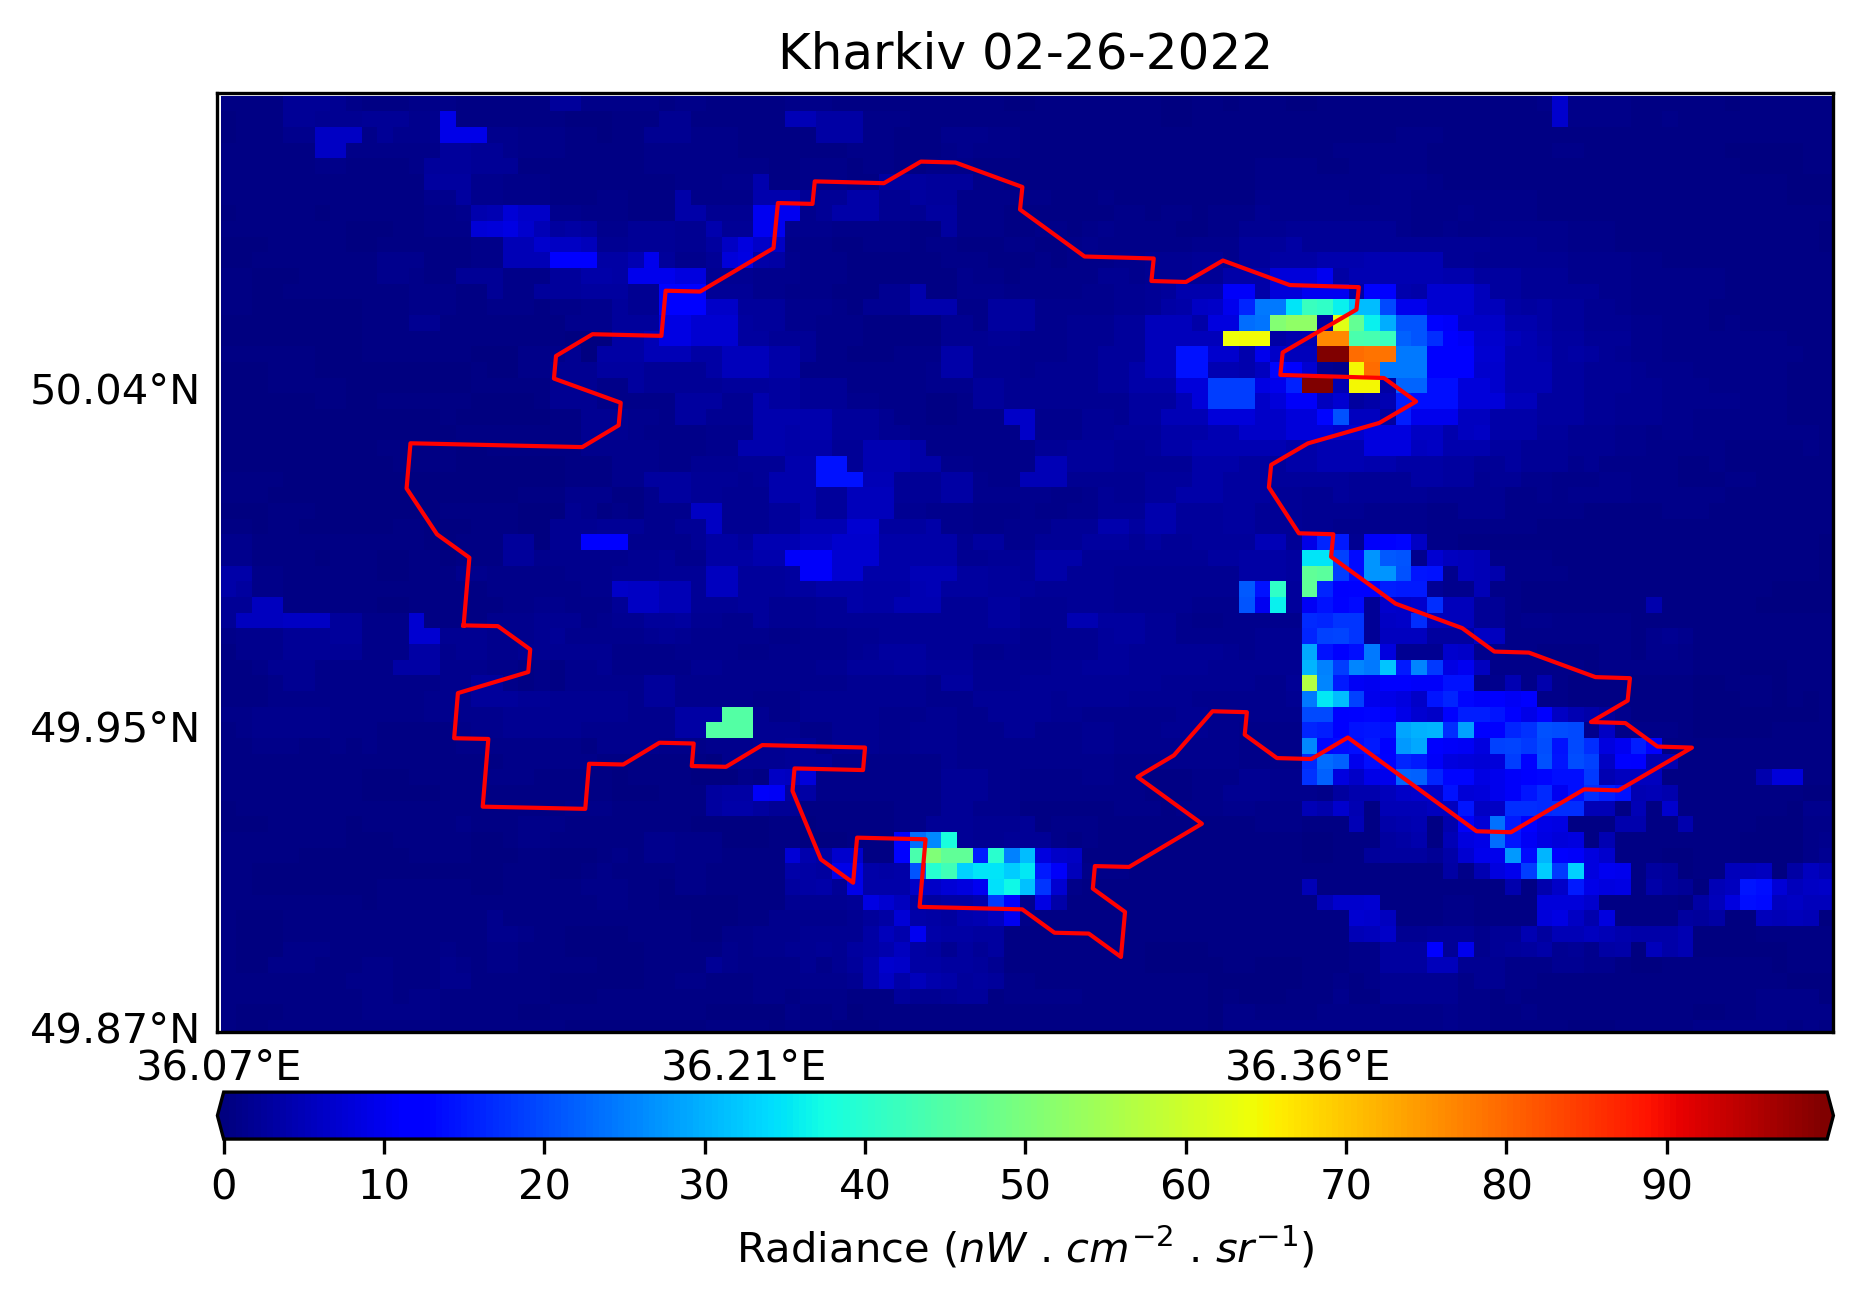 Kharkiv 02-26-2022
50.04°N
49.95°N
49.87°N
36.07°E 36.21°E 36.36°E
0 10 20 30 40 50 60 70 80 90
Radiance (nW . cm⁻² . sr⁻¹)